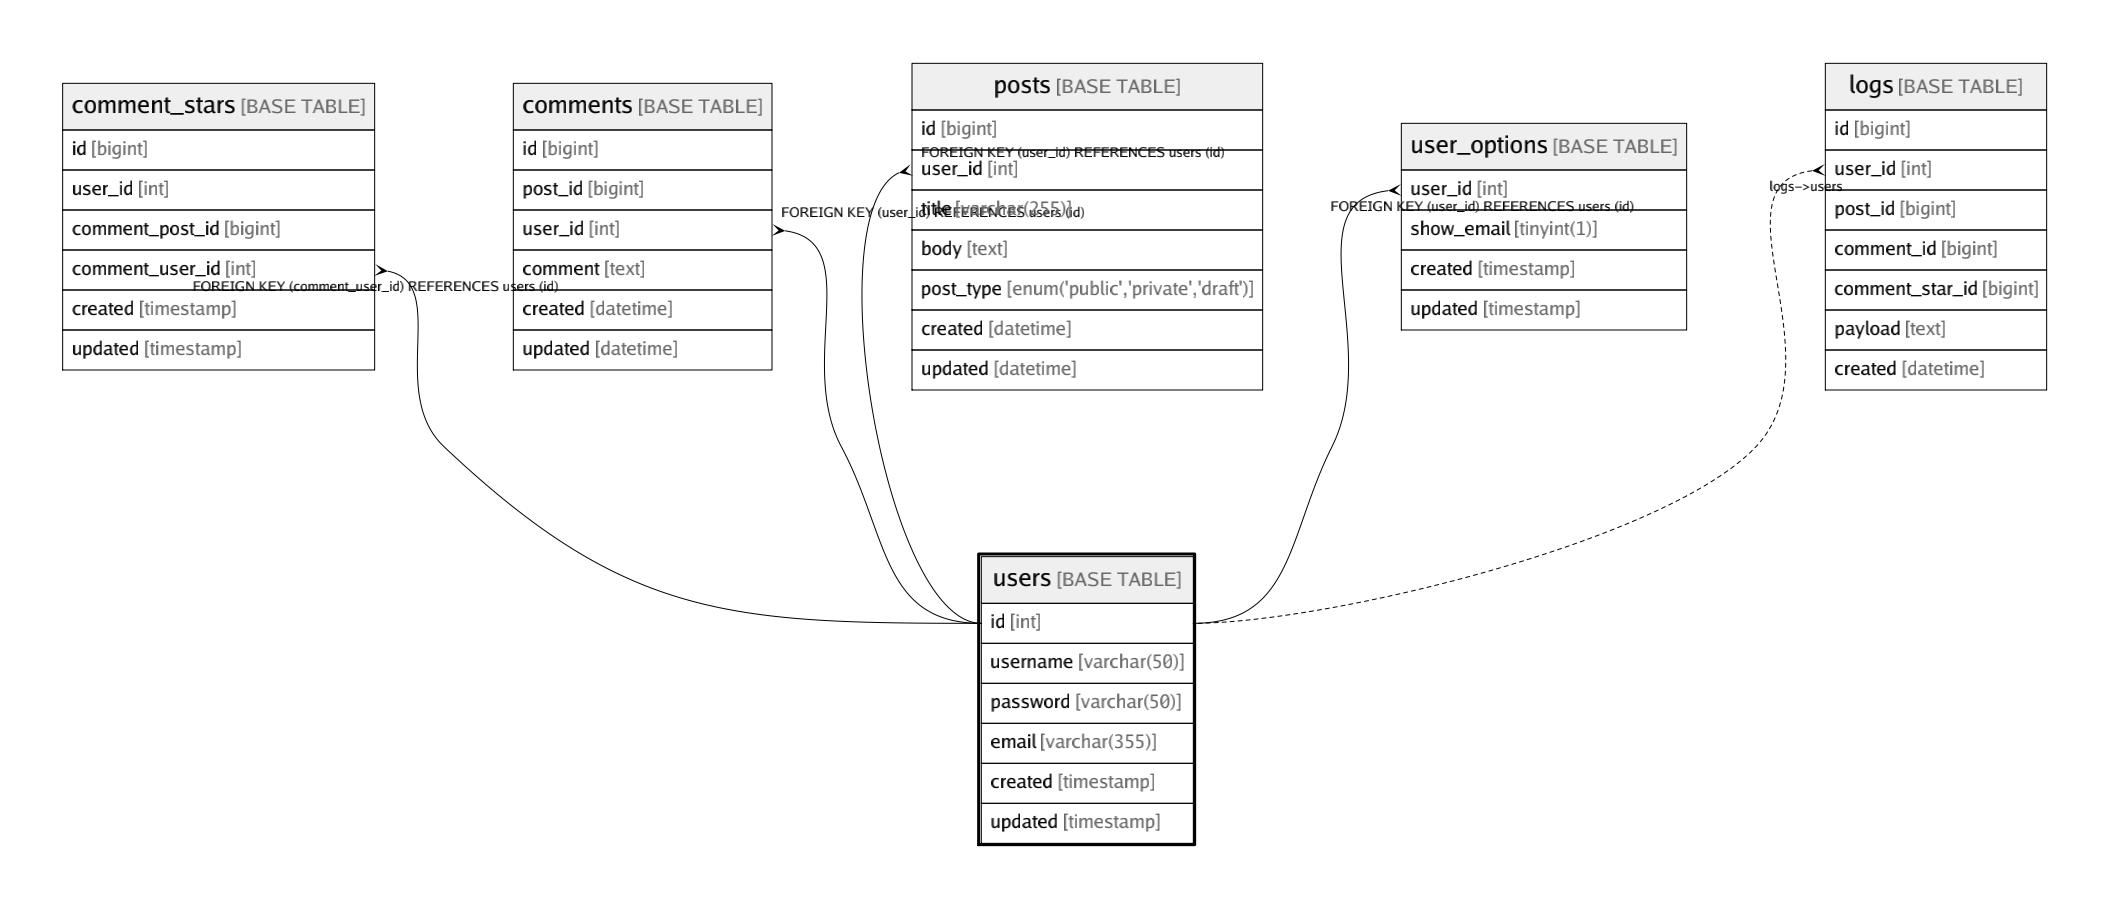 comment_stars [BASE TABLE]
id [bigint]
user_id [int]
comment_post_id [bigint]
comment_user_id [int]
FOREIGN KEY (comment_user_id) REFERENCES users (id)
created [timestamp]
updated [timestamp]
comments [BASE TABLE]
id [bigint]
post_id [bigint]
user_id [int]
FOREIGN KEY (user_id) REFERENCES users (id)
comment [text]
created [datetime]
updated [datetime]
posts [BASE TABLE]
id [bigint]
FOREIGN KEY (user_id) REFERENCES users (id)
user_id [int]
title [varchar(255)]
body [text]
post_type [enum('public','private','draft')]
created [datetime]
updated [datetime]
user_options [BASE TABLE]
user_id [int]
FOREIGN KEY (user_id) REFERENCES users (id)
show_email [tinyint(1)]
created [timestamp]
updated [timestamp]
logs [BASE TABLE]
id [bigint]
user_id [int]
logs->users
post_id [bigint]
comment_id [bigint]
comment_star_id [bigint]
payload [text]
created [datetime]
users [BASE TABLE]
id [int]
username [varchar(50)]
password [varchar(50)]
email [varchar(355)]
created [timestamp]
updated [timestamp]